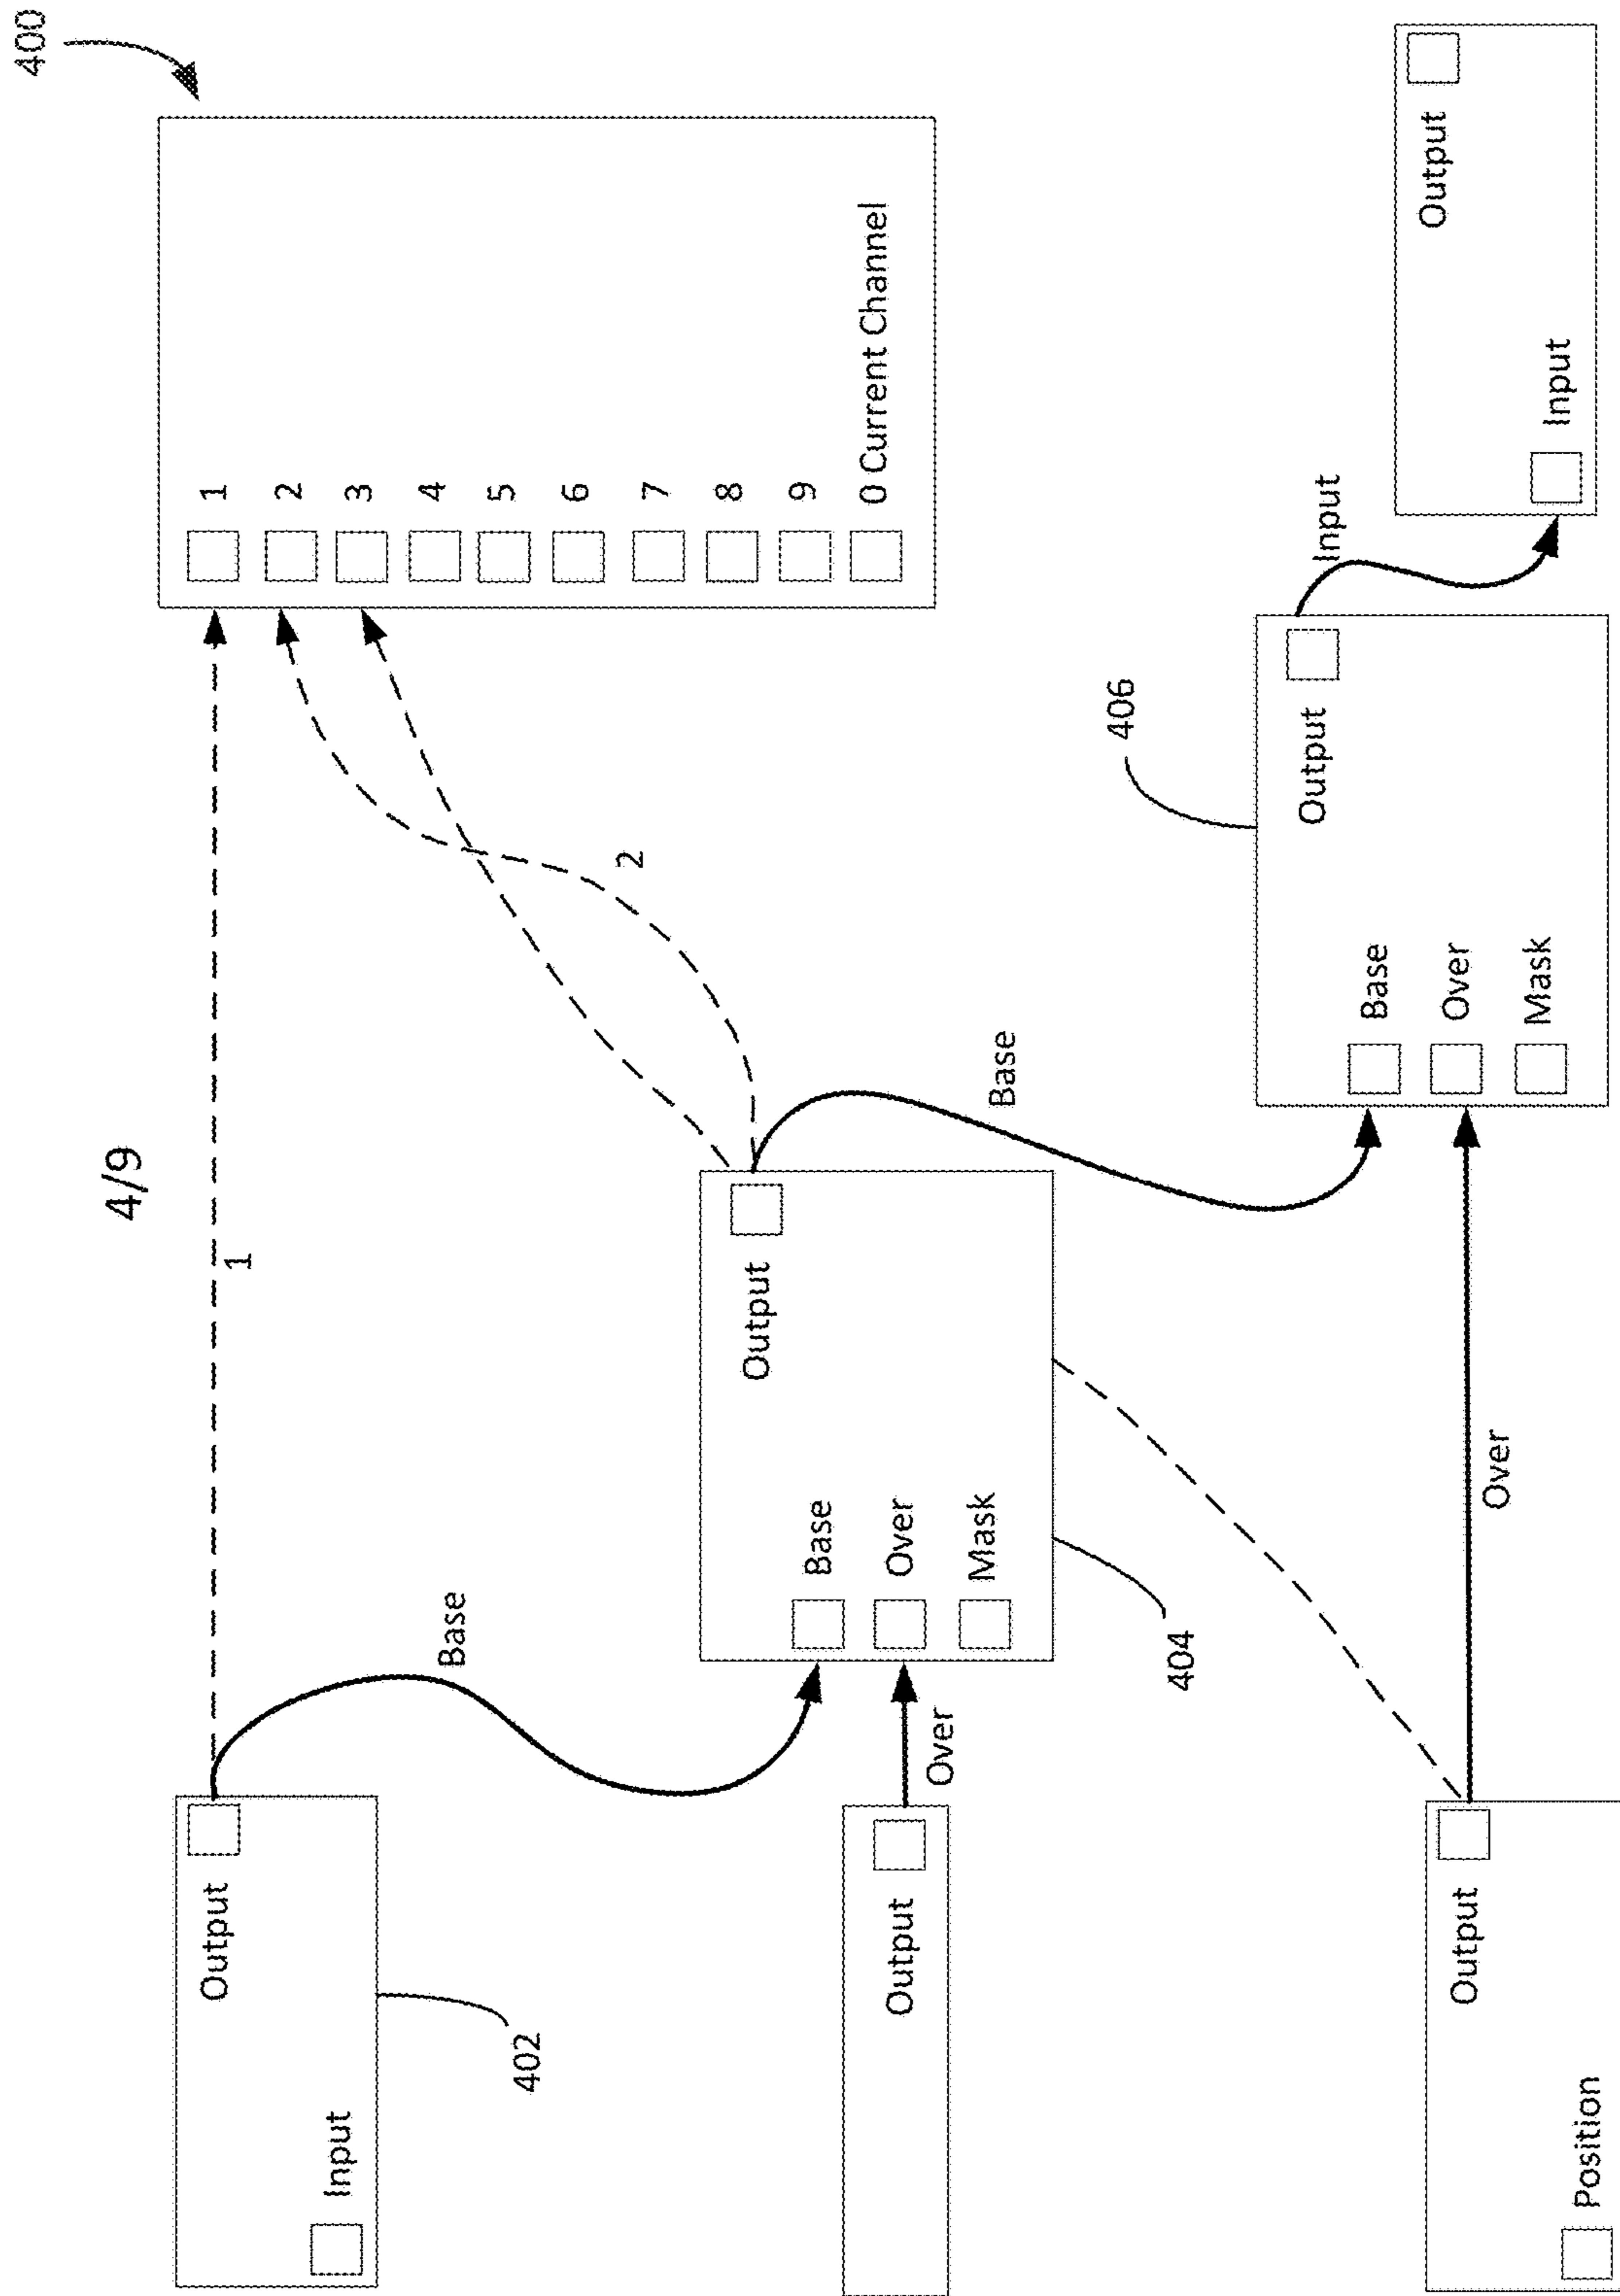 4/9
400
Output
Input
402
1
Base
1
2
3
4
5
6
7
8
9
0 Current Channel
2
Output
Over
Output
Base
Over
Mask
404
Base
406
Output
Position
Over
Output
Base
Over
Mask
Input
Output
Input